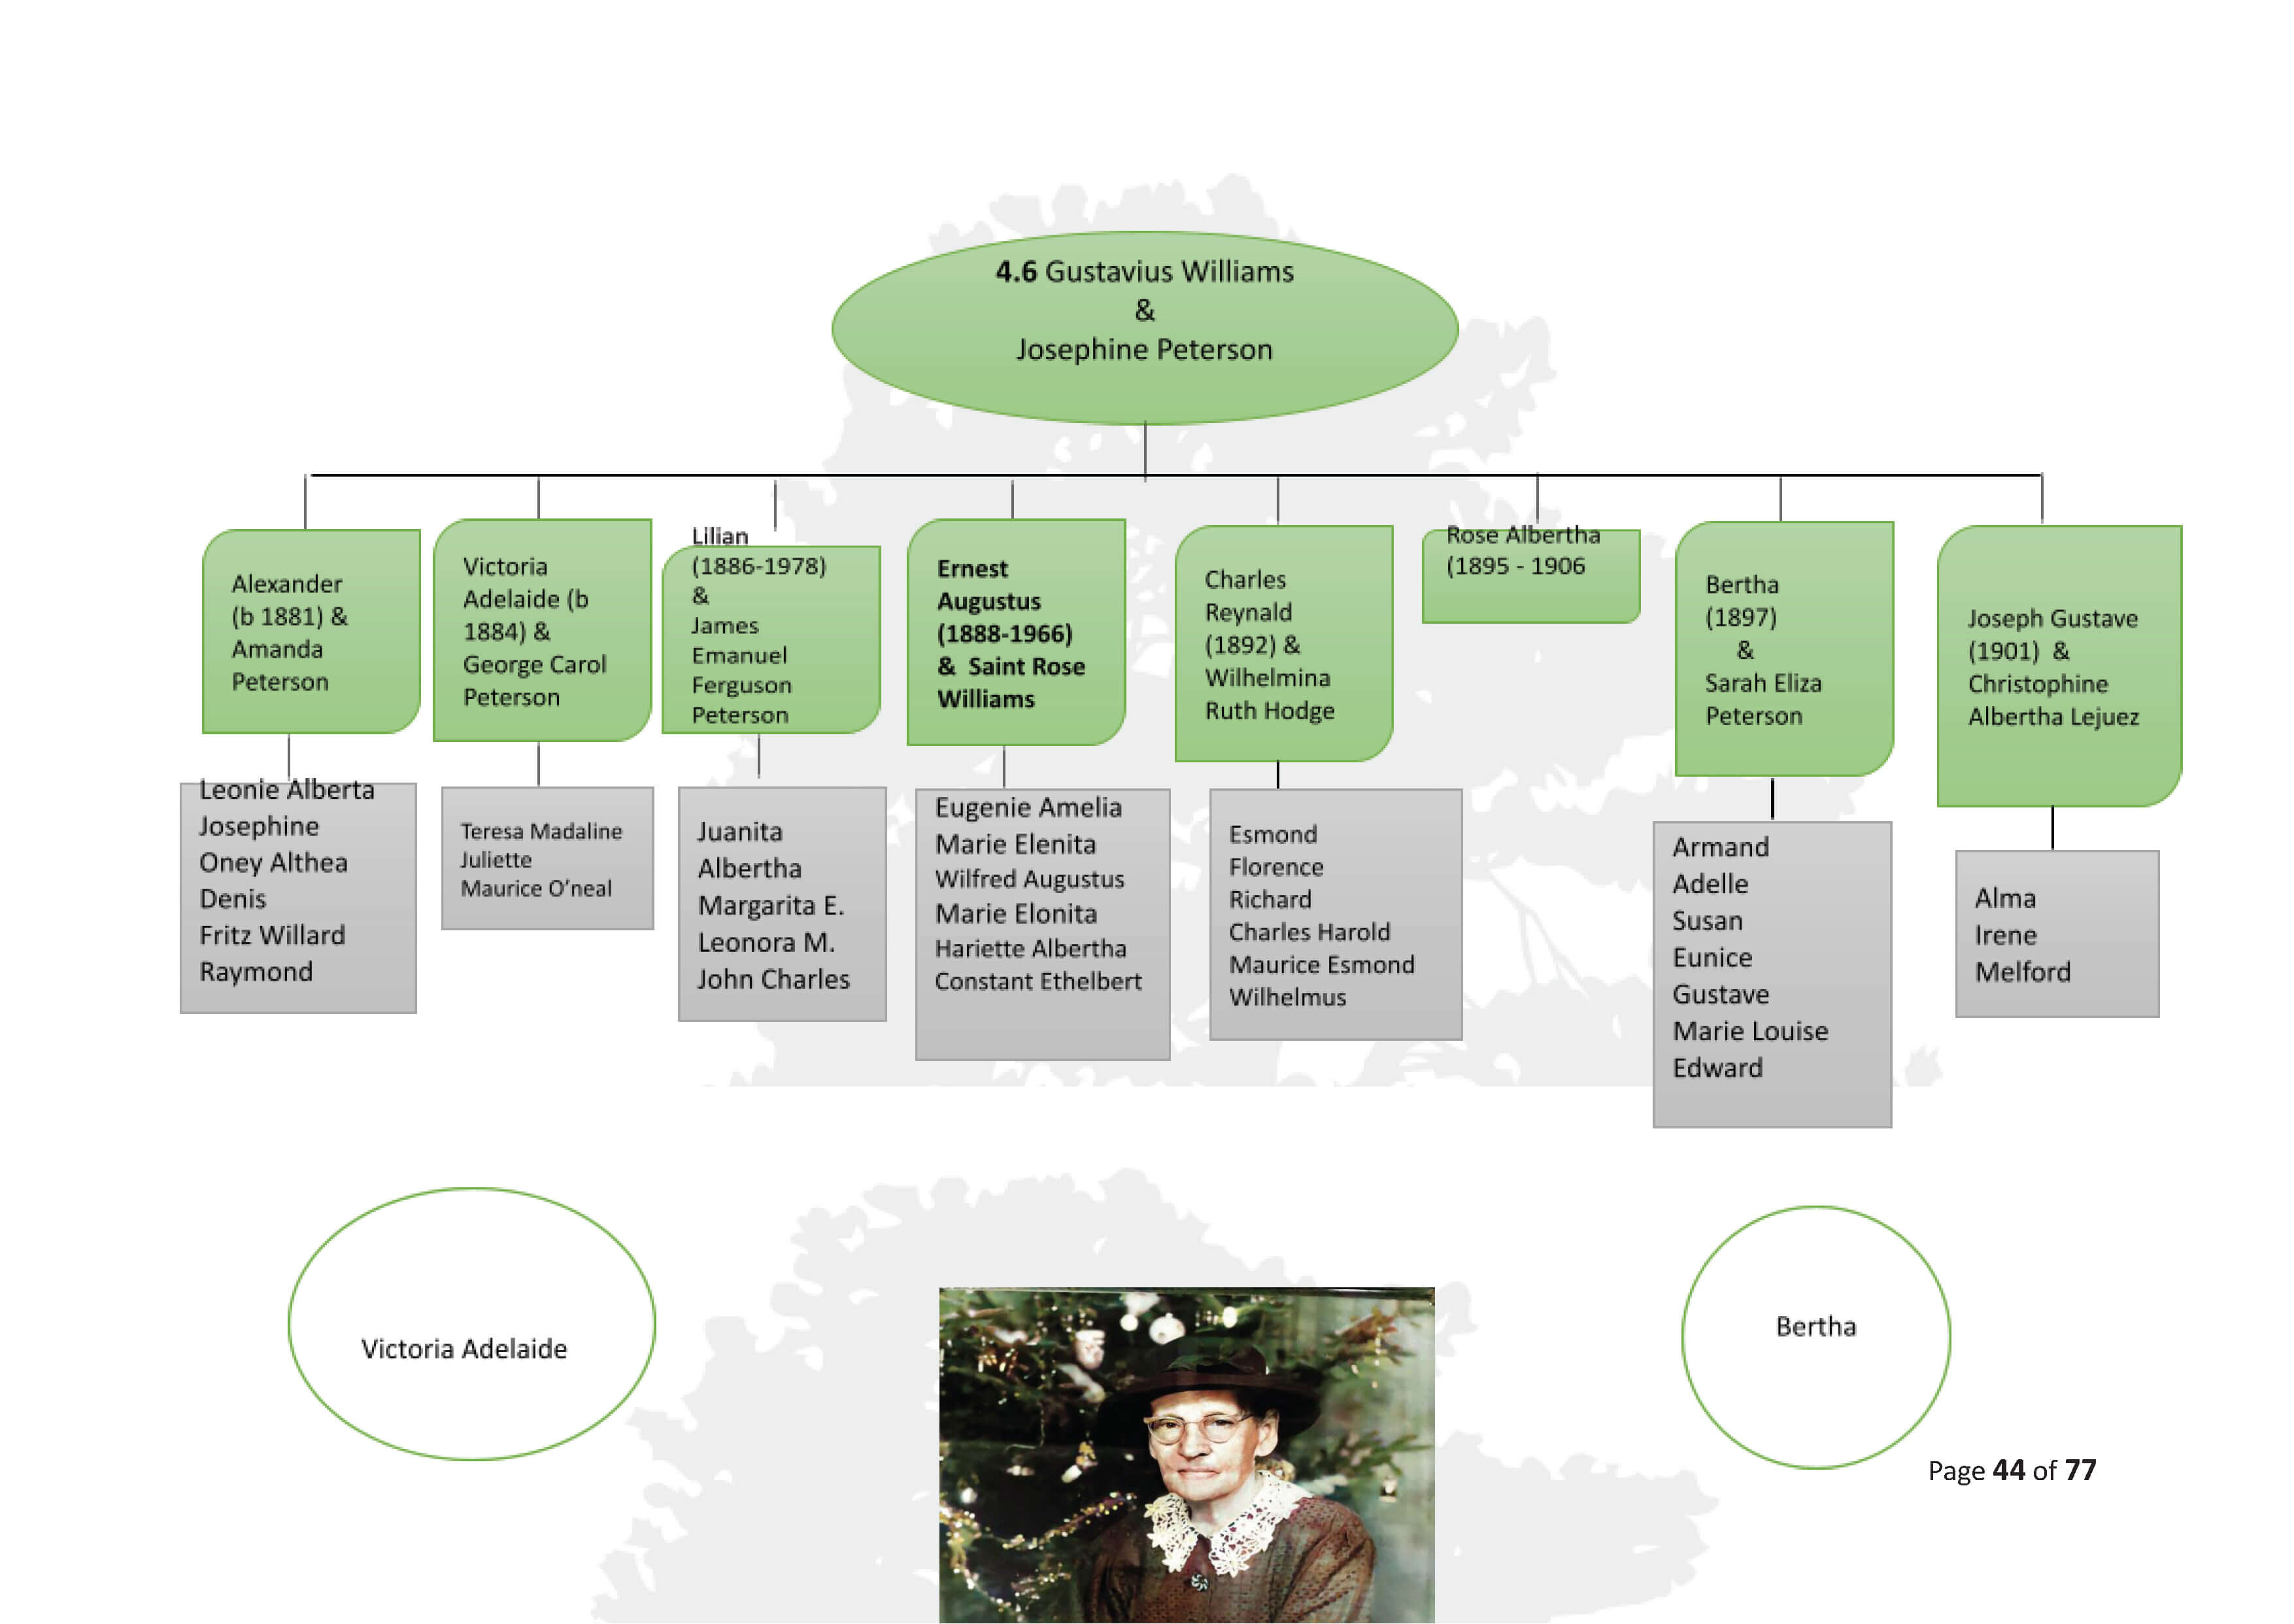 4.6 Gustavius Williams
&
Josephine Peterson
Alexander
(b 1881) &
Amanda
Peterson
Victoria
Adelaide (b
1884) &
George Carol
Peterson
Lilian
(1886-1978)
&
James
Emanuel
Ferguson
Peterson
Ernest
Augustus
(1888-1966)
& Saint Rose
Williams
Charles
Reynald
(1892) &
Wilhelmina
Ruth Hodge
Rose Albertha
(1895 - 1906
Bertha
(1897)
&
Sarah Eliza
Peterson
Joseph Gustave
(1901) &
Christophine
Albertha Lejuez
Leonie Alberta
Josephine
Oney Althea
Denis
Fritz Willard
Raymond
Teresa Madaline
Juliette
Maurice O’neal
Juanita
Albertha
Margarita E.
Leonora M.
John Charles
Eugenie Amelia
Marie Elenita
Wilfred Augustus
Marie Elonita
Hariette Albertha
Constant Ethelbert
Esmond
Florence
Richard
Charles Harold
Maurice Esmond
Wilhelmus
Armand
Adelle
Susan
Eunice
Gustave
Marie Louise
Edward
Alma
Irene
Melford
Victoria Adelaide
Bertha
Page 44 of 77